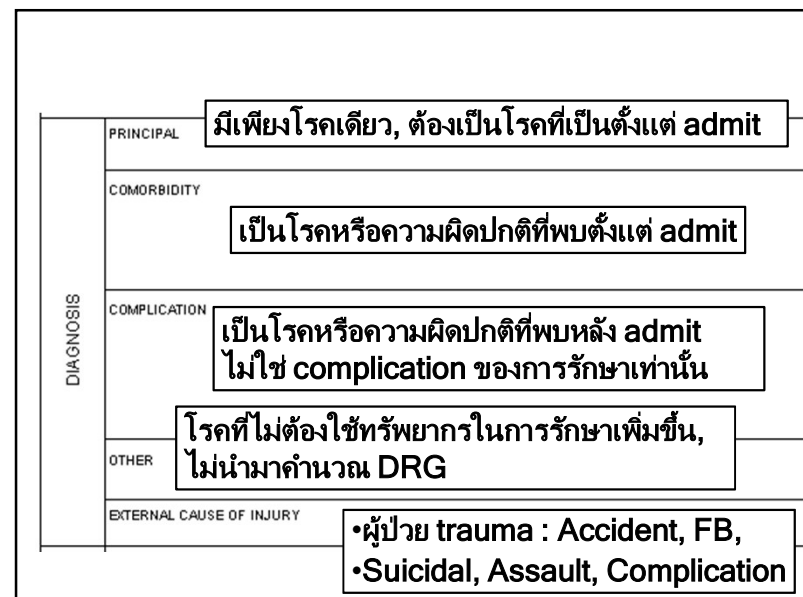 PRINCIPAL
มีเพียงโรคเดียว, ต้องเป็นโรคที่เป็นตั้งแต่ admit
COMORBIDITY
เป็นโรคหรือความผิดปกติที่พบตั้งแต่ admit
DIAGNOSIS
COMPLICATION
เป็นโรคหรือความผิดปกติที่พบหลัง admit
ไม่ใช่ complication ของการรักษาเท่านั้น
OTHER
โรคที่ไม่ต้องใช้ทรัพยากรในการรักษาเพิ่มขึ้น,
ไม่นำมาคำนวณ DRG
EXTERNAL CAUSE OF INJURY
•ผู้ป่วย trauma : Accident, FB,
•Suicidal, Assault, Complication